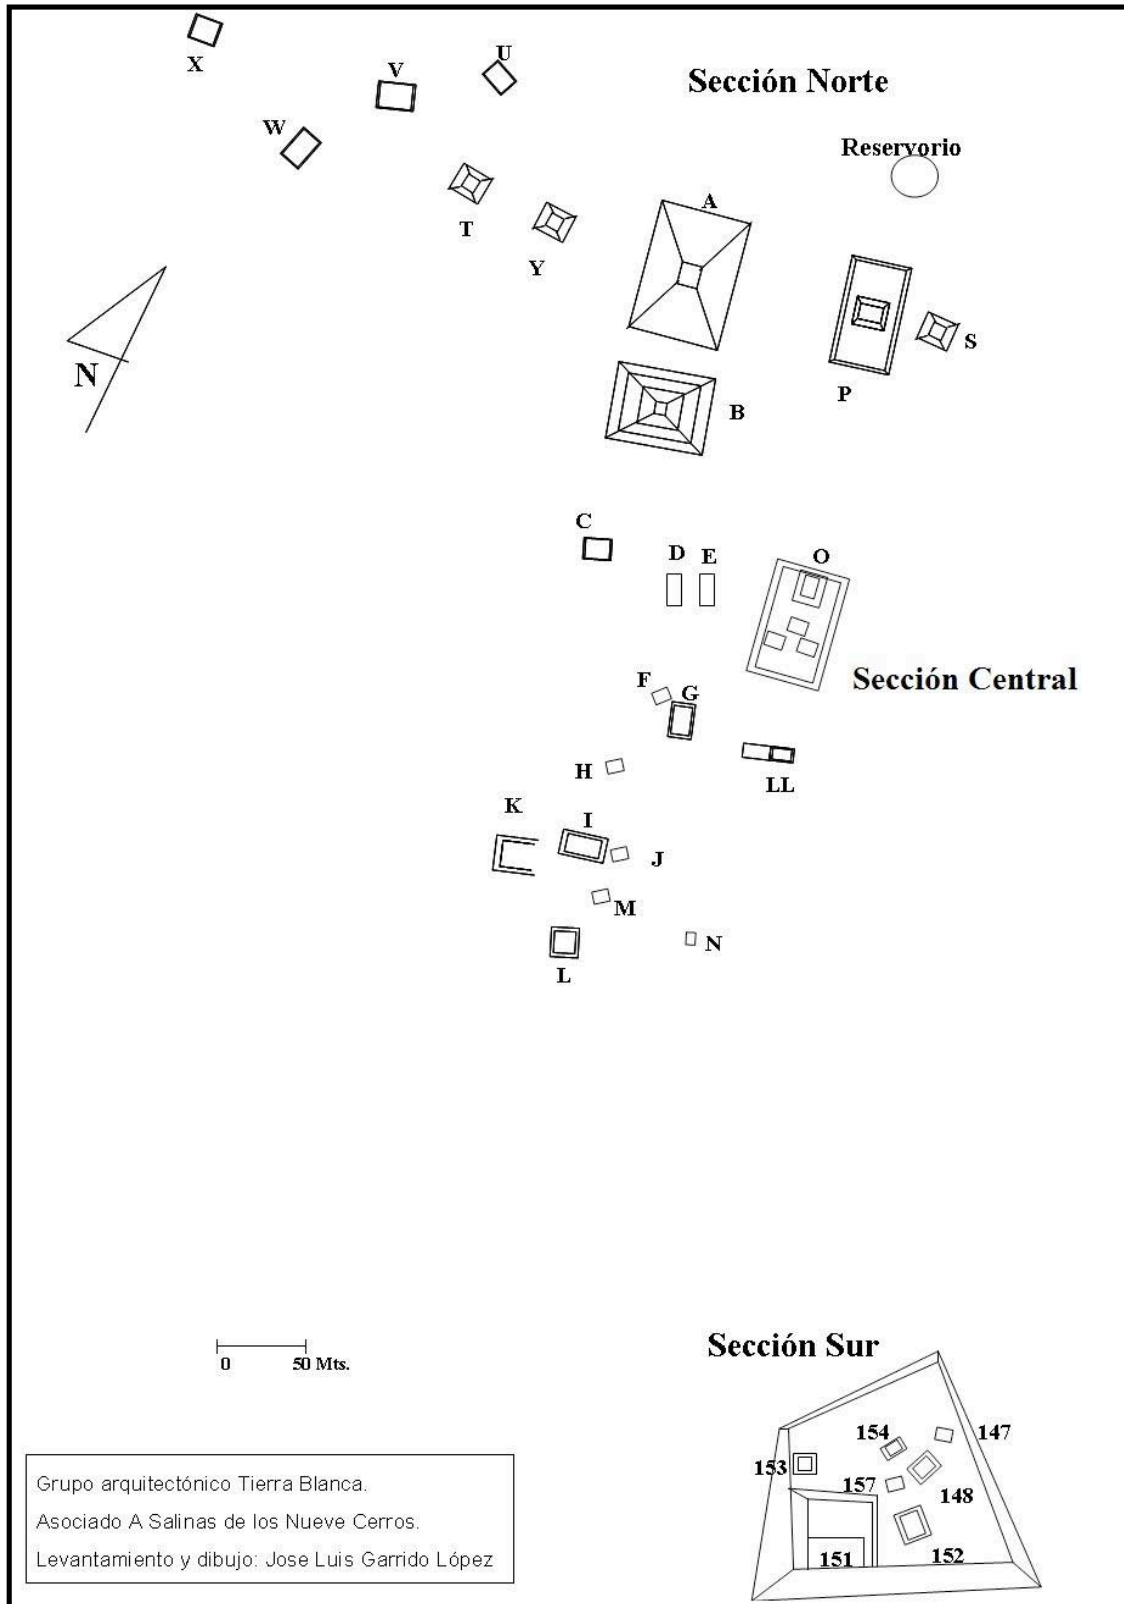 X
V
U
Sección Norte
W
Reservorio
T
Y
A
S
P
B
N
C
D
E
O
Sección Central
F
G
H
LL
K
I
J
M
N
L
0 50 Mts.
Sección Sur
154
147
153
157
148
151
152
Grupo arquitectónico Tierra Blanca.
Asociado A Salinas de los Nueve Cerros.
Levantamiento y dibujo: Jose Luis Garrido López